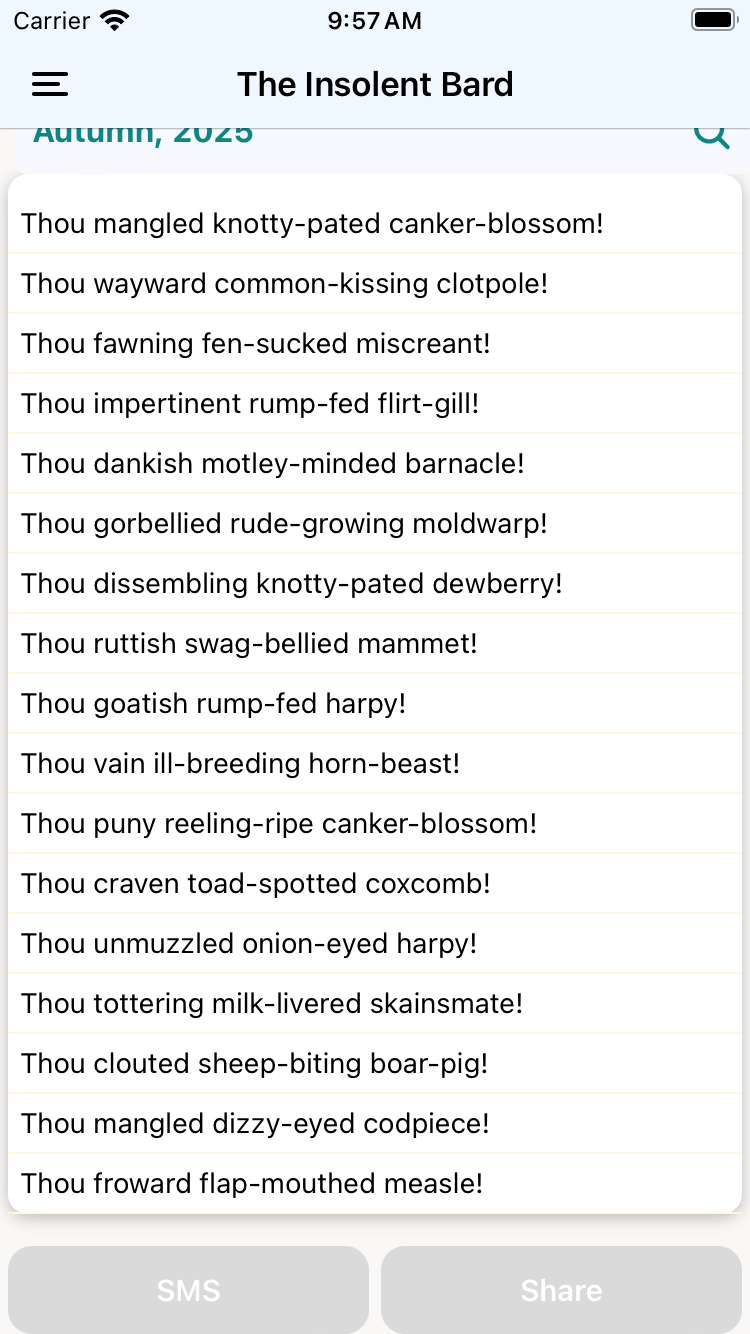 Carrier 9:57 AM
The Insolent Bard
Autumn, 2025
Thou mangled knotty-pated canker-blossom!
Thou wayward common-kissing clotpole!
Thou fawning fen-sucked miscreant!
Thou impertinent rump-fed flirt-gill!
Thou dankish motley-minded barnacle!
Thou gorbellied rude-growing moldwarp!
Thou dissembling knotty-pated dewberry!
Thou ruttish swag-bellied mammet!
Thou goatish rump-fed harpy!
Thou vain ill-breeding horn-beast!
Thou puny reeling-ripe canker-blossom!
Thou craven toad-spotted coxcomb!
Thou unmuzzled onion-eyed harpy!
Thou tottering milk-livered skainsmate!
Thou clouted sheep-biting boar-pig!
Thou mangled dizzy-eyed codpiece!
Thou froward flap-mouthed measle!
SMS Share